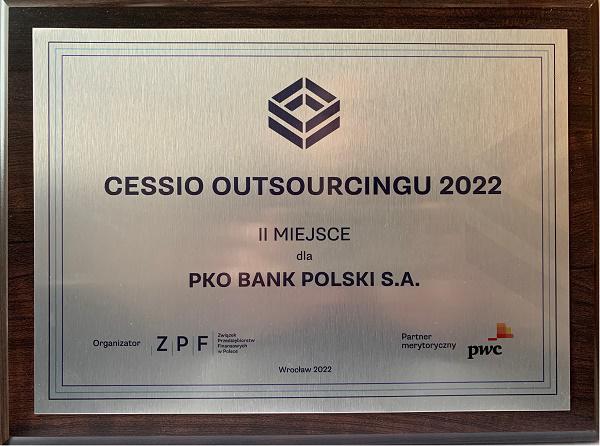 CESSIO OUTSOURCINGU 2022
II MIEJSCE
dla
PKO BANK POLSKI S.A.
Organizator
Z|P|F
Związek
Przedsiębiorstw
Finansowych
w Polsce
Partner
merytoryczny
pwc
Wrocław 2022